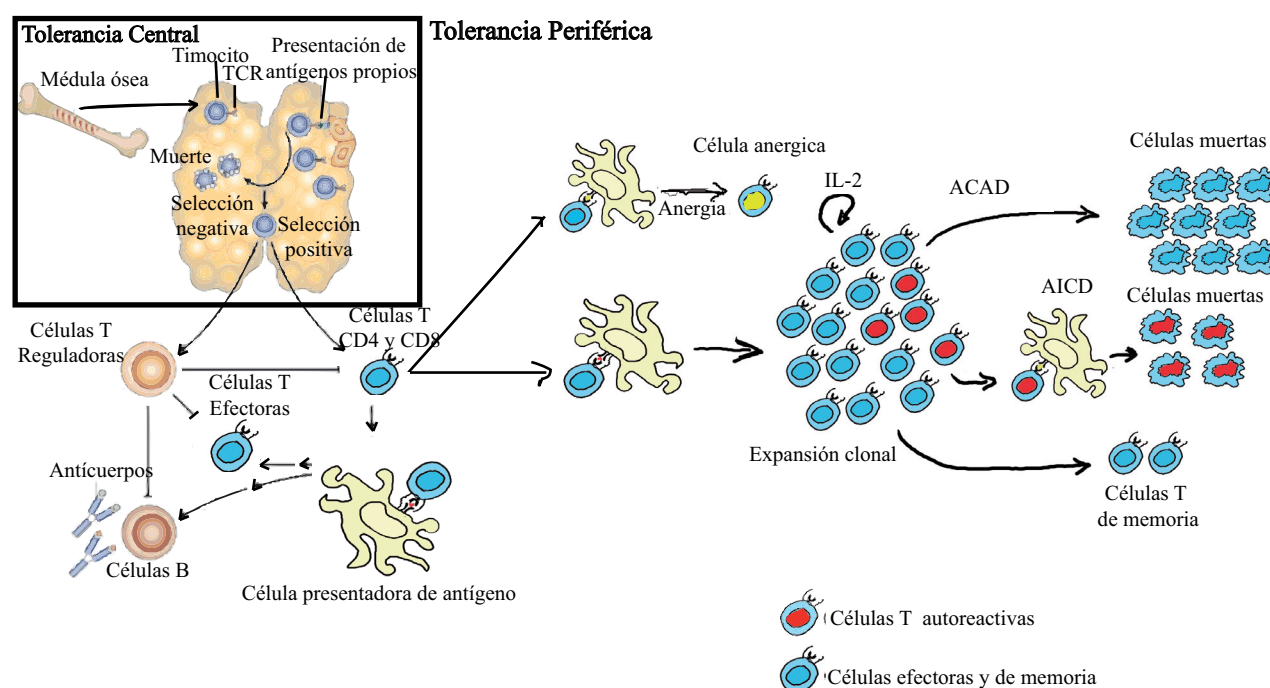 Tolerancia Central
Tolerancia Periférica
Timocito
Presentación de
antígenos propios
TCR
Médula ósea
Muerte
Selección
negativa
Selección
positiva
Células T
Reguladoras
Células T
CD4 y CD8
Células T
Efectoras
Antícuerpos
Células B
Célula presentadora de antígeno
Célula anergica
Anergia
IL-2
ACAD
Células muertas
AICD
Células muertas
Expansión clonal
Células T
de memoria
Células T autoreactivas
Células efectoras y de memoria